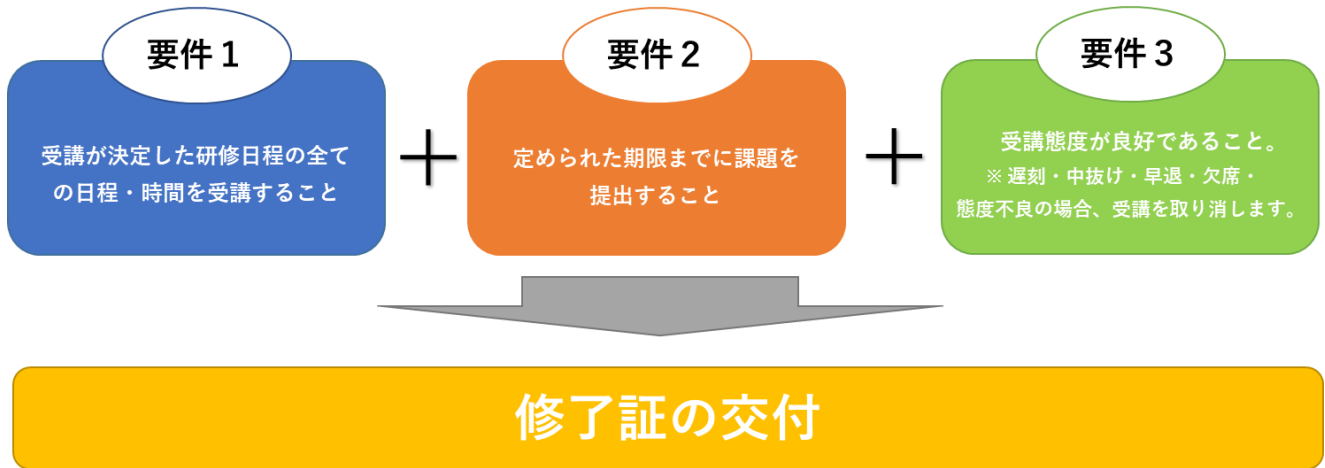 要件1
受講が決定した研修日程の全て
の日程・時間を受講すること
＋
要件2
定められた期限までに課題を
提出すること
＋
要件3
受講態度が良好であること。
※ 遅刻・中抜け・早退・欠席・
態度不良の場合、受講を取り消します。
修了証の交付